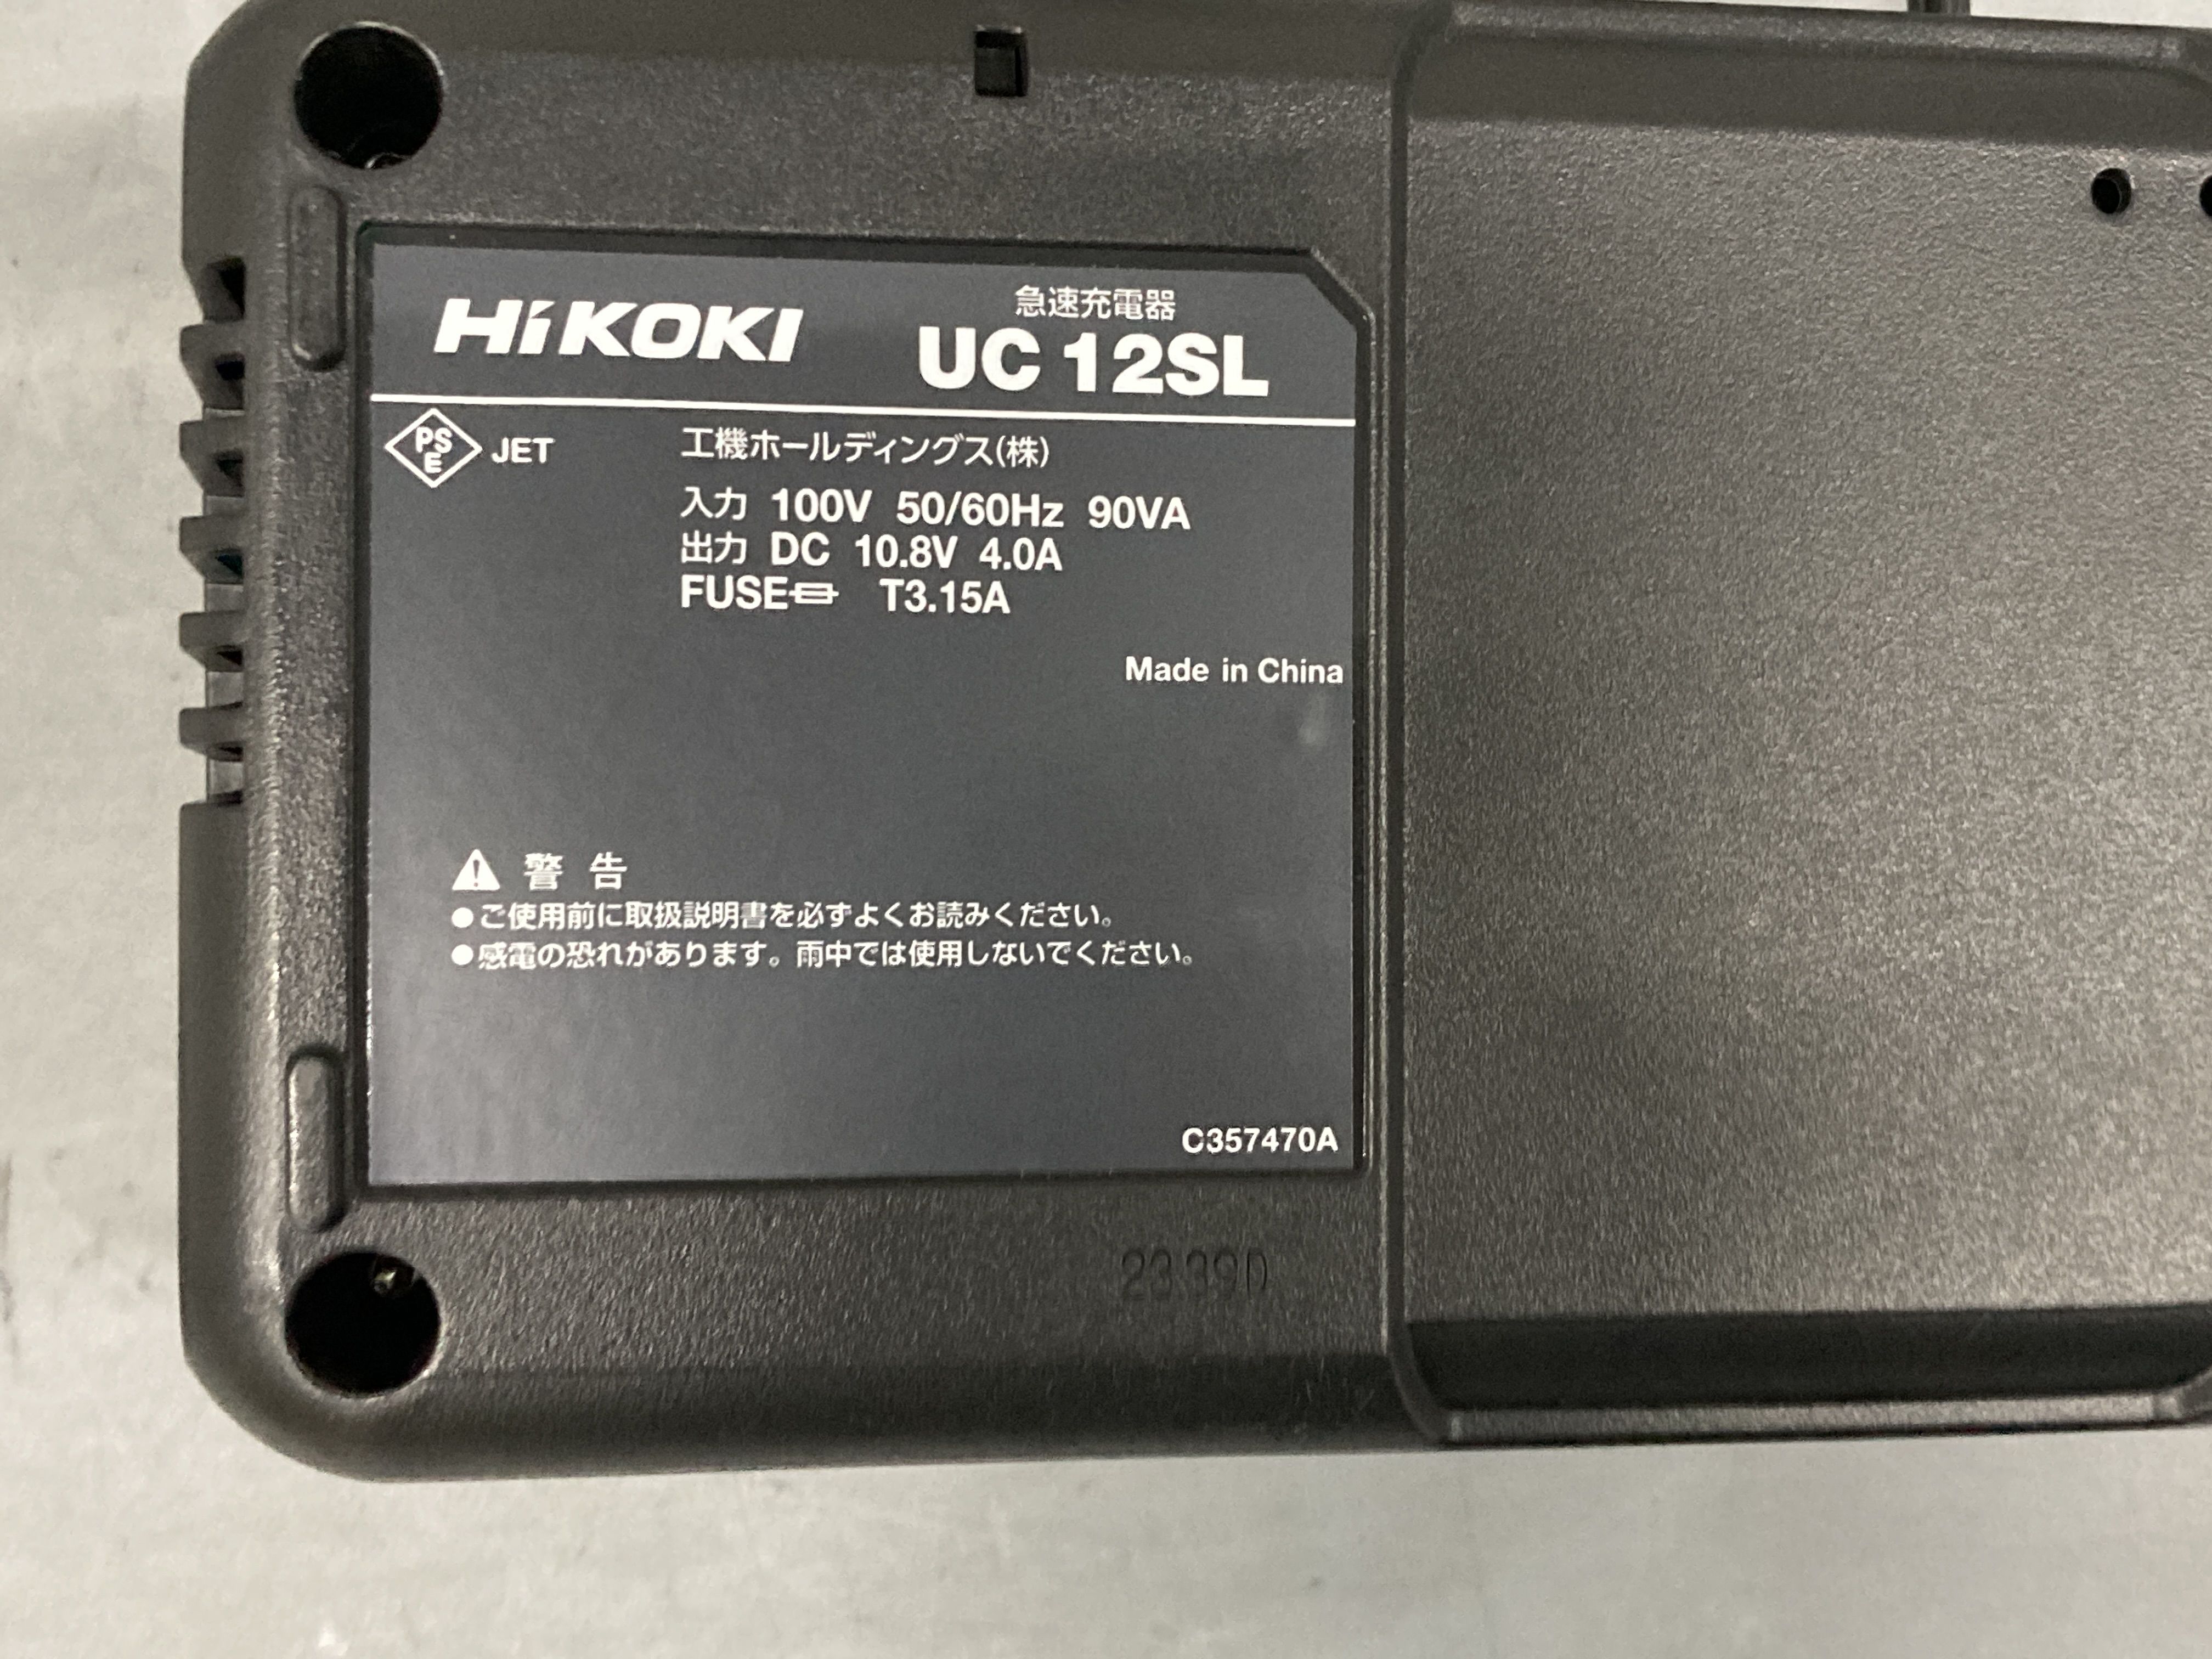 HiKOKI
急速充電器
UC 12SL
PSE JET
工機ホールディングス(株)
入力 100V 50/60Hz 90VA
出力 DC 10.8V 4.0A
FUSE T3.15A
Made in China
⚠ 警告
●ご使用前に取扱説明書を必ずよくお読みください。
●感電の恐れがあります。雨中では使用しないでください。
C357470A
2339D